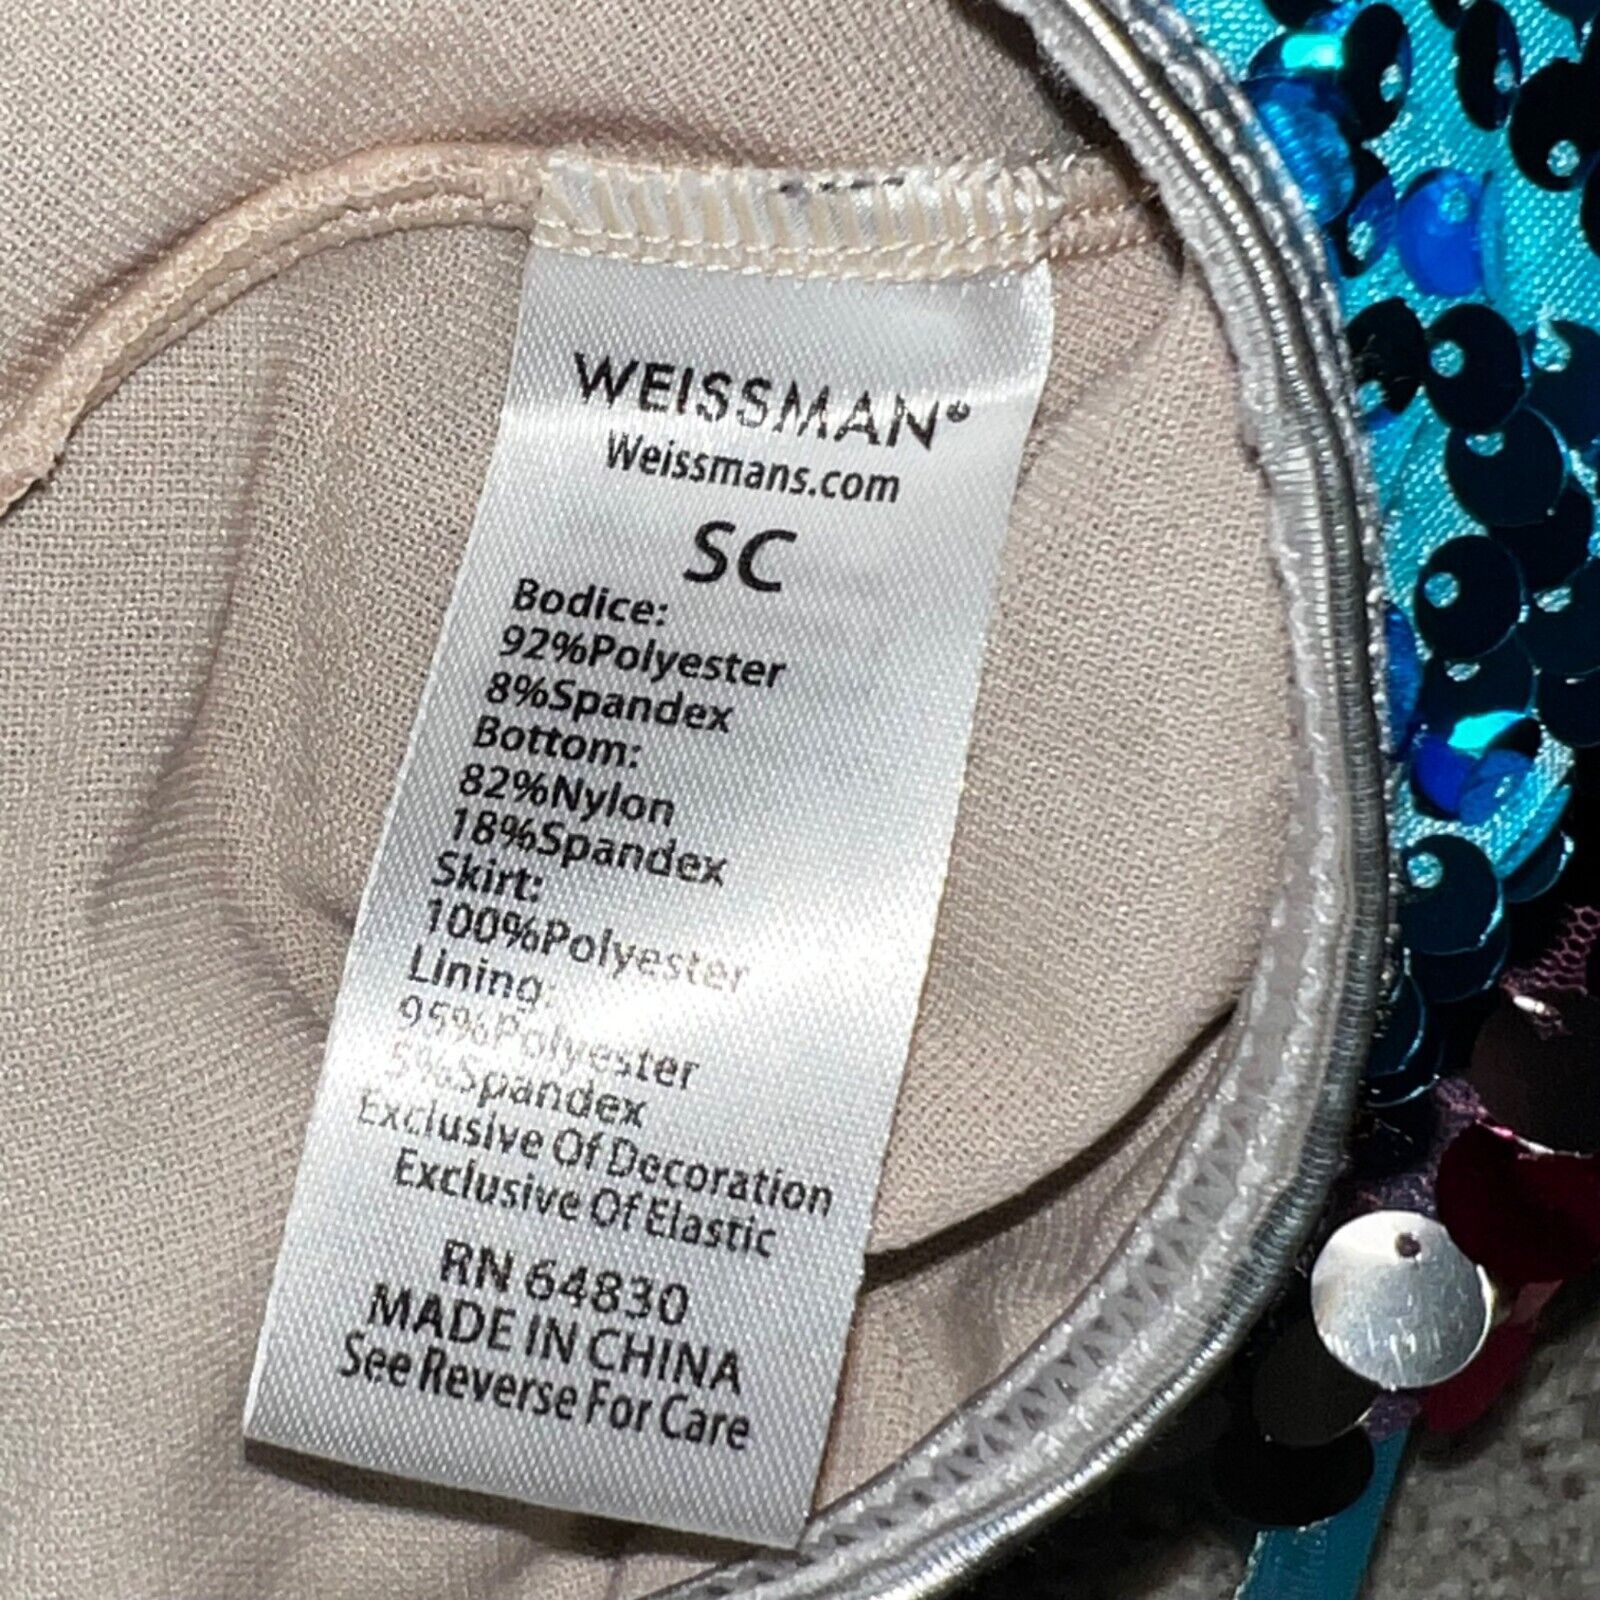 WEISSMAN®
Weissmans.com
SC
Bodice:
92%Polyester
8%Spandex
Bottom:
82%Nylon
18%Spandex
Skirt:
100%Polyester
Lining:
95%Polyester
5%Spandex
Exclusive Of Decoration
Exclusive Of Elastic
RN 64830
MADE IN CHINA
See Reverse For Care